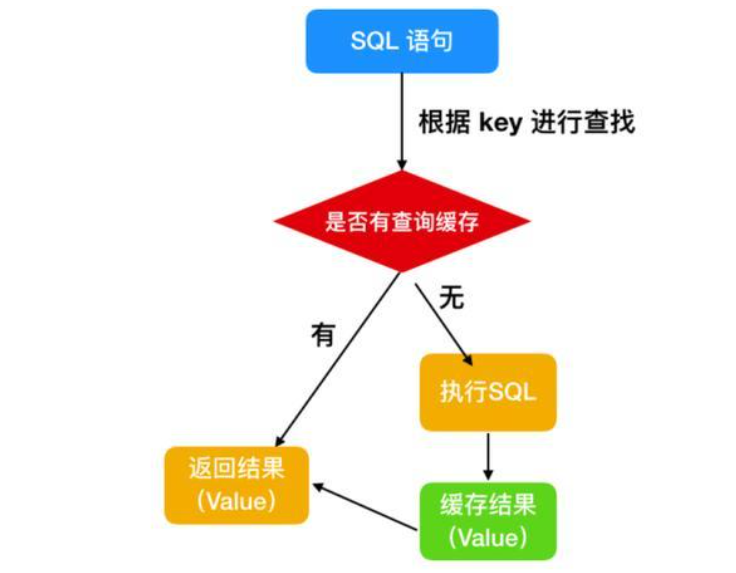 SQL 语句
根据 key 进行查找
是否有查询缓存
无
有
执行SQL
返回结果
（Value）
缓存结果
（Value）